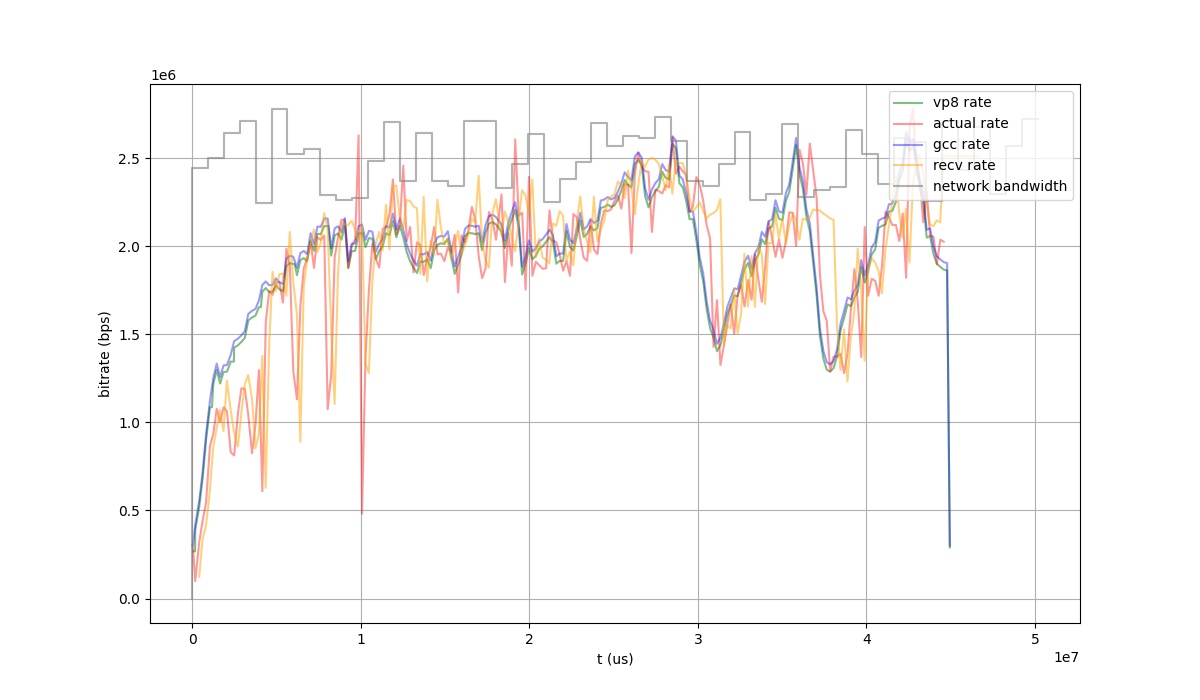 1e6
vp8 rate
actual rate
gcc rate
recv rate
network bandwidth
2.5
2.0
1.5
1.0
0.5
0.0
bitrate (bps)
0 1 2 3 4 5
t (us)
1e7